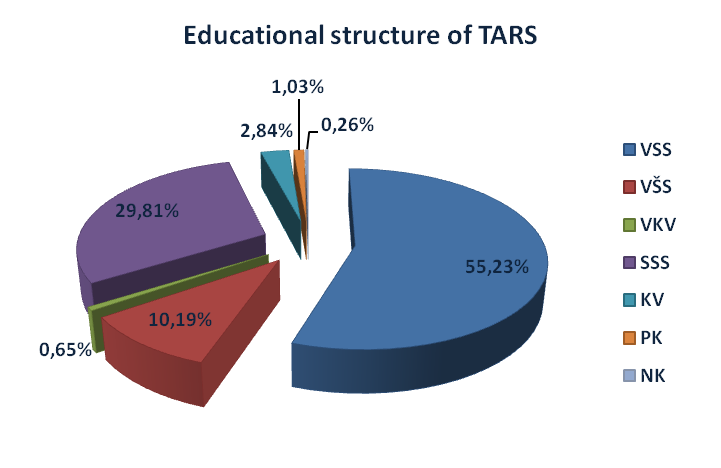 Educational structure of TARS
1,03%
2,84%
0,26%
29,81%
55,23%
10,19%
0,65%
VSS
VŠS
VKV
SSS
KV
PK
NK